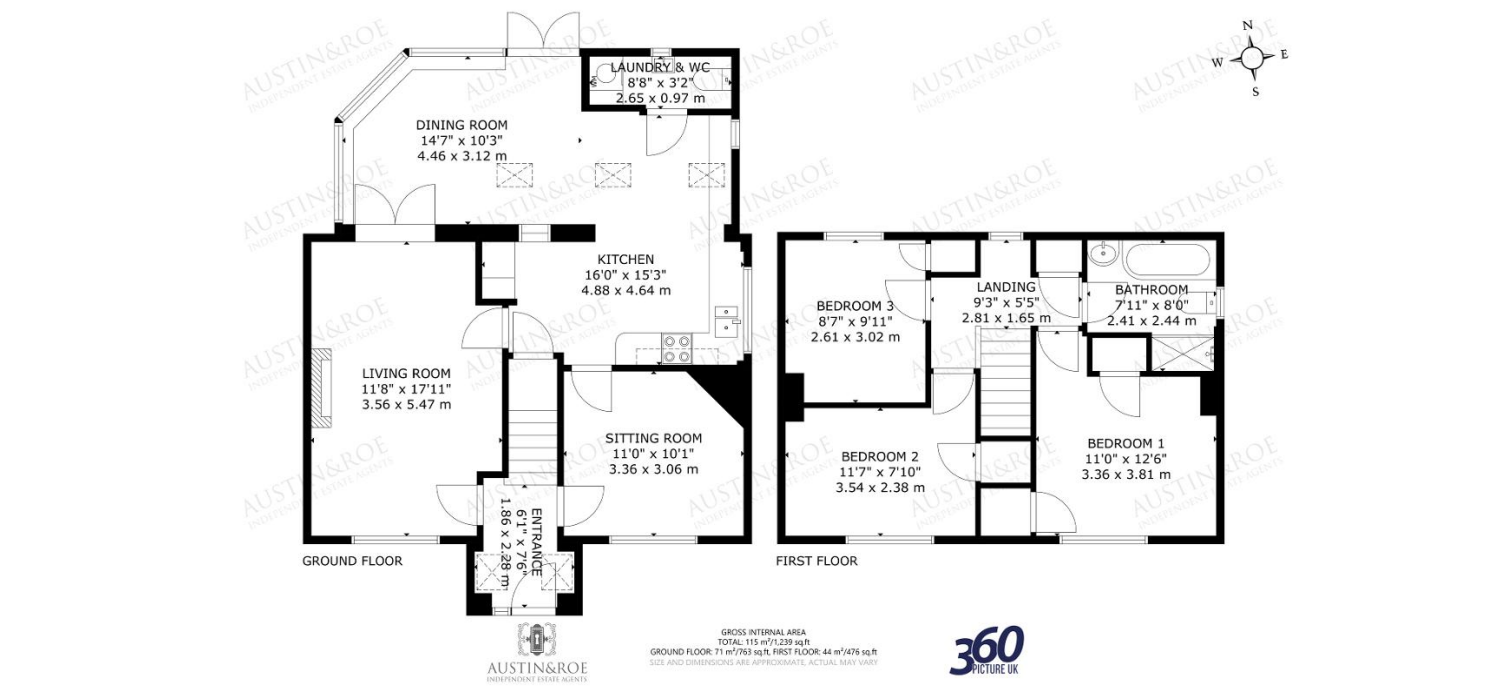 N
W E
S
LAUNDRY & WC
8'8" x 3'2"
2.65 x 0.97 m
DINING ROOM
14'7" x 10'3"
4.46 x 3.12 m
KITCHEN
16'0" x 15'3"
4.88 x 4.64 m
LIVING ROOM
11'8" x 17'11"
3.56 x 5.47 m
SITTING ROOM
11'0" x 10'1"
3.36 x 3.06 m
ENTRANCE
6'1" x 7'6"
1.86 x 2.28 m
GROUND FLOOR
BEDROOM 3
8'7" x 9'11"
2.61 x 3.02 m
LANDING
9'3" x 5'5"
2.81 x 1.65 m
BATHROOM
7'11" x 8'0"
2.41 x 2.44 m
BEDROOM 2
11'7" x 7'10"
3.54 x 2.38 m
BEDROOM 1
11'0" x 12'6"
3.36 x 3.81 m
FIRST FLOOR
AUSTIN&ROE
INDEPENDENT ESTATE AGENTS
GROSS INTERNAL AREA
TOTAL: 115 m²/1,239 sq.ft
GROUND FLOOR: 71 m²/763 sq.ft, FIRST FLOOR: 44 m²/476 sq.ft
SIZE AND DIMENSIONS ARE APPROXIMATE, ACTUAL MAY VARY
360
PICTURE UK